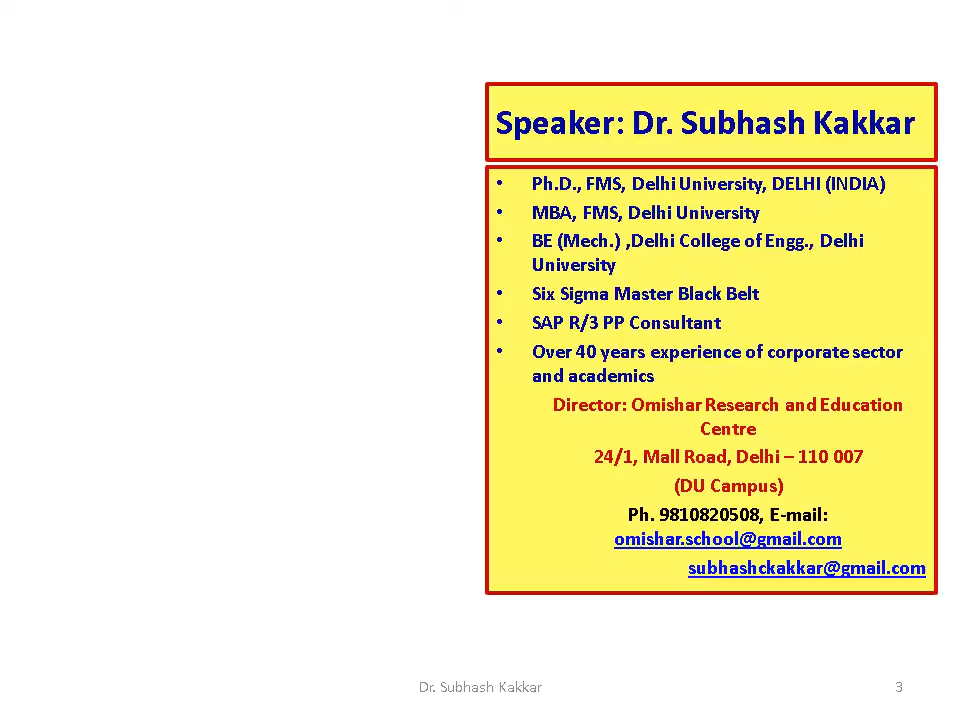 Speaker: Dr. Subhash Kakkar
• Ph.D., FMS, Delhi University, DELHI (INDIA)
• MBA, FMS, Delhi University
• BE (Mech.) ,Delhi College of Engg., Delhi
University
• Six Sigma Master Black Belt
• SAP R/3 PP Consultant
• Over 40 years experience of corporate sector
and academics
Director: Omishar Research and Education
Centre
24/1, Mall Road, Delhi – 110 007
(DU Campus)
Ph. 9810820508, E-mail:
omishar.school@gmail.com
subhashckakkar@gmail.com
Dr. Subhash Kakkar
3